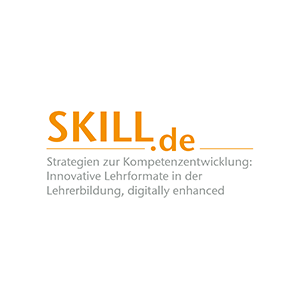 SKILL.de
Strategien zur Kompetenzentwicklung:
Innovative Lehrformate in der
Lehrerbildung, digitally enhanced